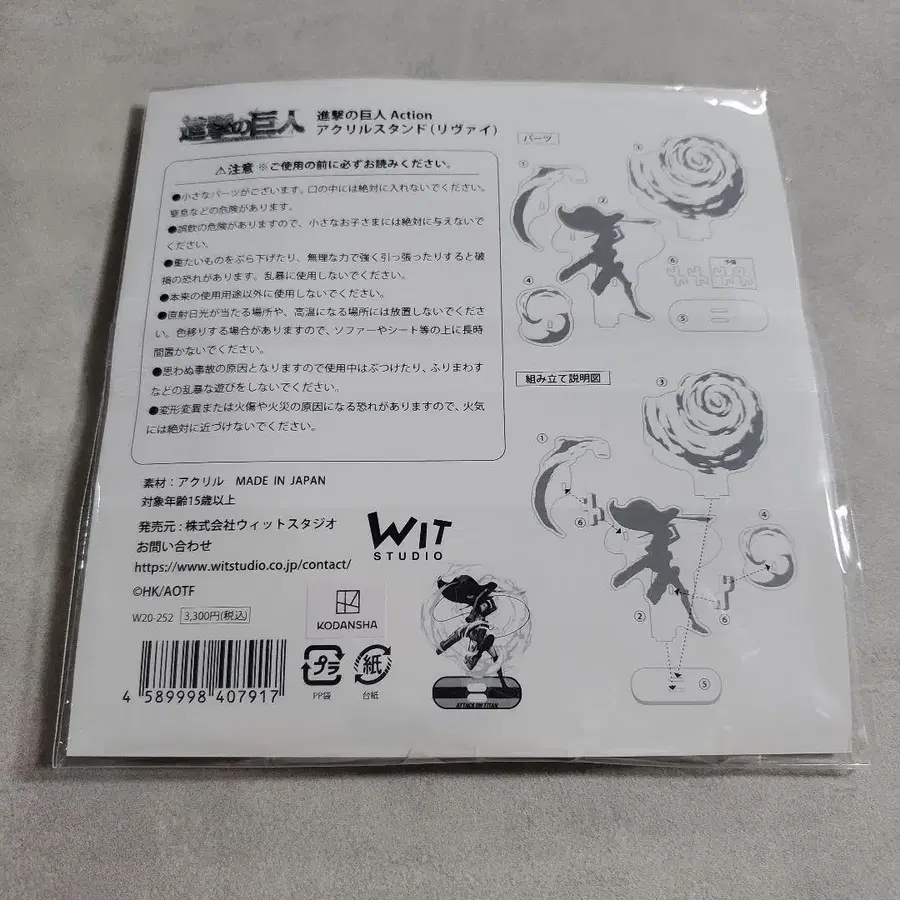 進撃の巨人
進撃の巨人 Action
アクリルスタンド(リヴァイ)
⚠注意 ※ご使用の前に必ずお読みください。
●小さなパーツがございます。口の中には絶対に入れないでください。
窒息などの危険があります。
●誤飲の危険がありますので、小さなお子さまには絶対に与えないで
ください。
●重たいものをぶら下げたり、無理な力で強く引っ張ったりすると破
損の恐れがあります。乱暴に使用しないでください。
●本来の使用用途以外に使用しないでください。
●直射日光が当たる場所や、高温になる場所には放置しないでくださ
い。色移りする場合がありますので、ソファーやシート等の上に長時
間置かないでください。
●思わぬ事故の原因となりますので使用中はぶつけたり、ふりまわす
などの乱暴な遊びをしないでください。
●変形変異または火傷や火災の原因になる恐れがありますので、火気
には絶対に近づけないでください。
素材：アクリル MADE IN JAPAN
対象年齢15歳以上
発売元：株式会社ウィットスタジオ
お問い合わせ
https://www.witstudio.co.jp/contact/
©HK/AOTF
W20-252 3,300円(税込)
4 589998 407917
WIT
STUDIO
KODANSHA
プラ
PP袋
紙
台紙
ATTACK ON TITAN
パーツ
①
②
③
④
⑤
⑥
予備
組み立て説明図
①
②
③
④
⑤
⑥
⑥